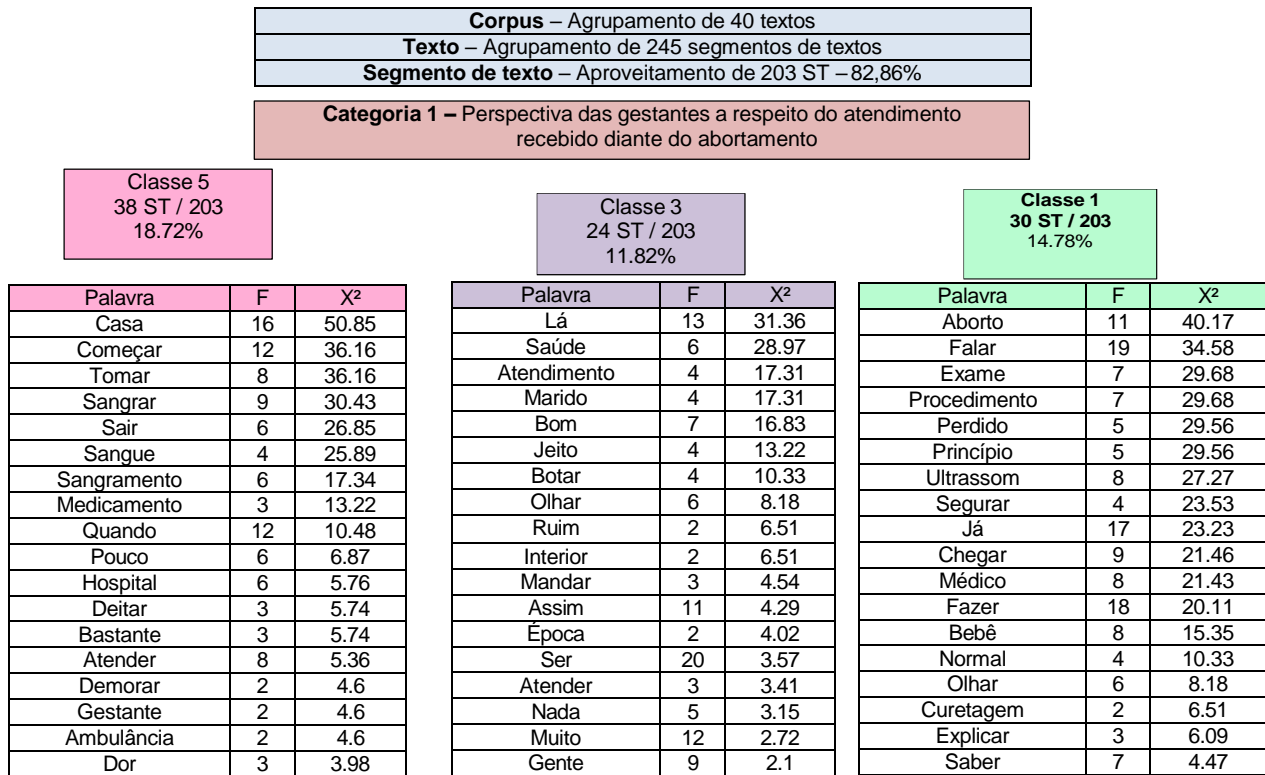 Corpus – Agrupamento de 40 textos
Texto – Agrupamento de 245 segmentos de textos
Segmento de texto – Aproveitamento de 203 ST – 82,86%
Categoria 1 – Perspectiva das gestantes a respeito do atendimento
recebido diante do abortamento
Classe 5
38 ST / 203
18.72%
Palavra F X²
Casa 16 50.85
Começar 12 36.16
Tomar 8 36.16
Sangrar 9 30.43
Sair 6 26.85
Sangue 4 25.89
Sangramento 6 17.34
Medicamento 3 13.22
Quando 12 10.48
Pouco 6 6.87
Hospital 6 5.76
Deitar 3 5.74
Bastante 3 5.74
Atender 8 5.36
Demorar 2 4.6
Gestante 2 4.6
Ambulância 2 4.6
Dor 3 3.98
Classe 3
24 ST / 203
11.82%
Palavra F X²
Lá 13 31.36
Saúde 6 28.97
Atendimento 4 17.31
Marido 4 17.31
Bom 7 16.83
Jeito 4 13.22
Botar 4 10.33
Olhar 6 8.18
Ruim 2 6.51
Interior 2 6.51
Mandar 3 4.54
Assim 11 4.29
Época 2 4.02
Ser 20 3.57
Atender 3 3.41
Nada 5 3.15
Muito 12 2.72
Gente 9 2.1
Classe 1
30 ST / 203
14.78%
Palavra F X²
Aborto 11 40.17
Falar 19 34.58
Exame 7 29.68
Procedimento 7 29.68
Perdido 5 29.56
Princípio 5 29.56
Ultrassom 8 27.27
Segurar 4 23.53
Já 17 23.23
Chegar 9 21.46
Médico 8 21.43
Fazer 18 20.11
Bebê 8 15.35
Normal 4 10.33
Olhar 6 8.18
Curetagem 2 6.51
Explicar 3 6.09
Saber 7 4.47